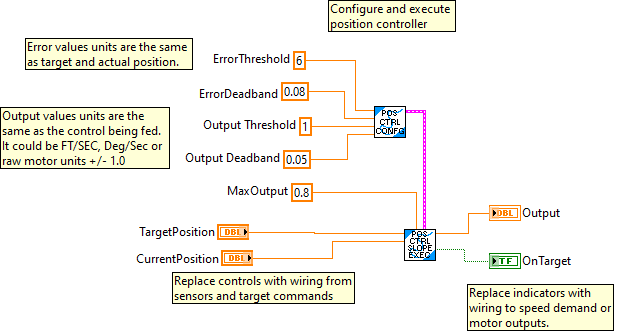 Configure and execute
position controller
Error values units are the same
as target and actual position.
ErrorThreshold 6
ErrorDeadband 0.08
Output values units are the
same as the control being fed.
It could be FT/SEC, Deg/Sec or
raw motor units +/- 1.0
Output Threshold 1
Output Deadband 0.05
POS
CTRL
CONFG
MaxOutput 0.8
TargetPosition DBL
CurrentPosition DBL
POS
CTRL
SLOPE
EXEC
DBL Output
TF OnTarget
Replace controls with wiring from
sensors and target commands
Replace indicators with
wiring to speed demand or
motor outputs.